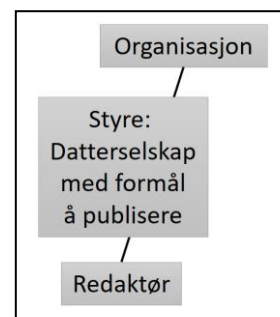 Organisasjon
Styre:
Datterselskap
med formål
å publisere
Redaktør